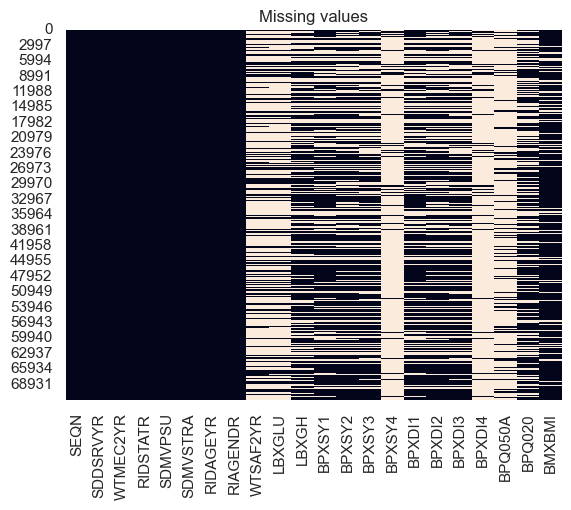 Missing values
0
2997
5994
8991
11988
14985
17982
20979
23976
26973
29970
32967
35964
38961
41958
44955
47952
50949
53946
56943
59940
62937
65934
68931
SEQN
SDDSRVYR
WTMEC2YR
RIDSTATR
SDMVPSU
SDMVSTRA
RIDAGEYR
RIAGENDR
WTSAF2YR
LBXGLU
LBXGH
BPXSY1
BPXSY2
BPXSY3
BPXSY4
BPXDI1
BPXDI2
BPXDI3
BPXDI4
BPQ050A
BPQ020
BMXBMI